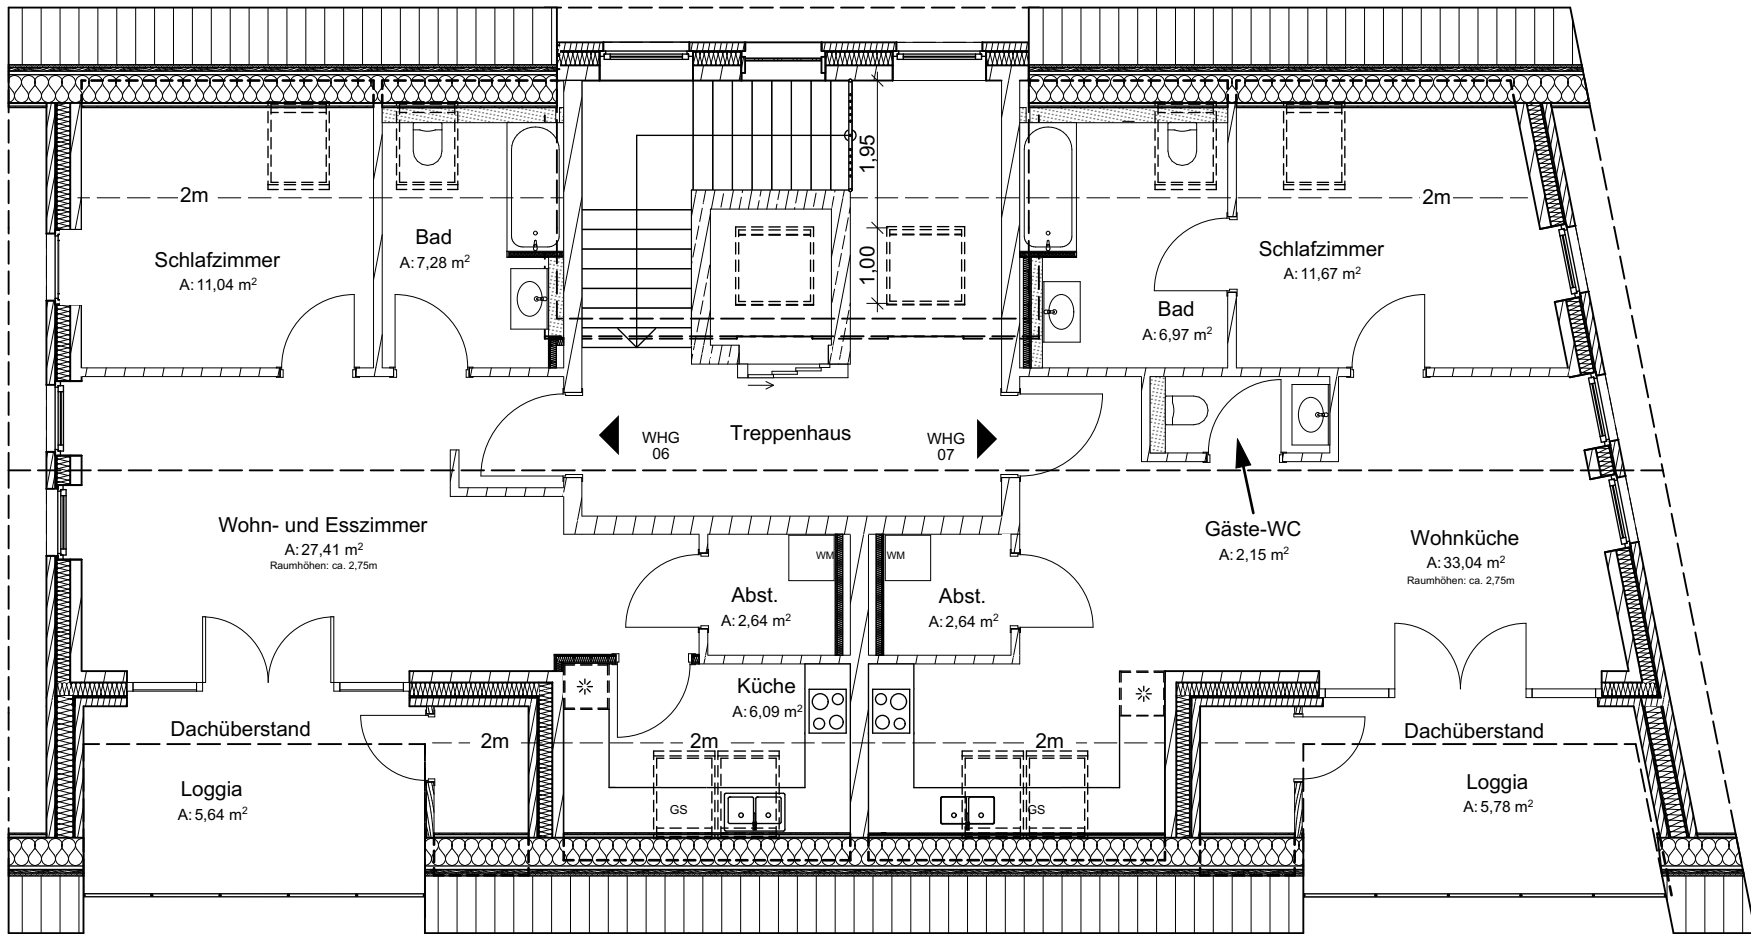 2m
Schlafzimmer
A: 11,04 m²
Bad
A: 7,28 m²
1,95
1,00
2m
Schlafzimmer
A: 11,67 m²
Bad
A: 6,97 m²
WHG
06
Treppenhaus
WHG
07
Wohn- und Esszimmer
A: 27,41 m²
Raumhöhen: ca. 2,75m
WM
Abst.
A: 2,64 m²
WM
Abst.
A: 2,64 m²
Gäste-WC
A: 2,15 m²
Wohnküche
A: 33,04 m²
Raumhöhen: ca. 2,75m
Küche
A: 6,09 m²
Dachüberstand
2m
2m
2m
Dachüberstand
Loggia
A: 5,64 m²
GS
GS
Loggia
A: 5,78 m²